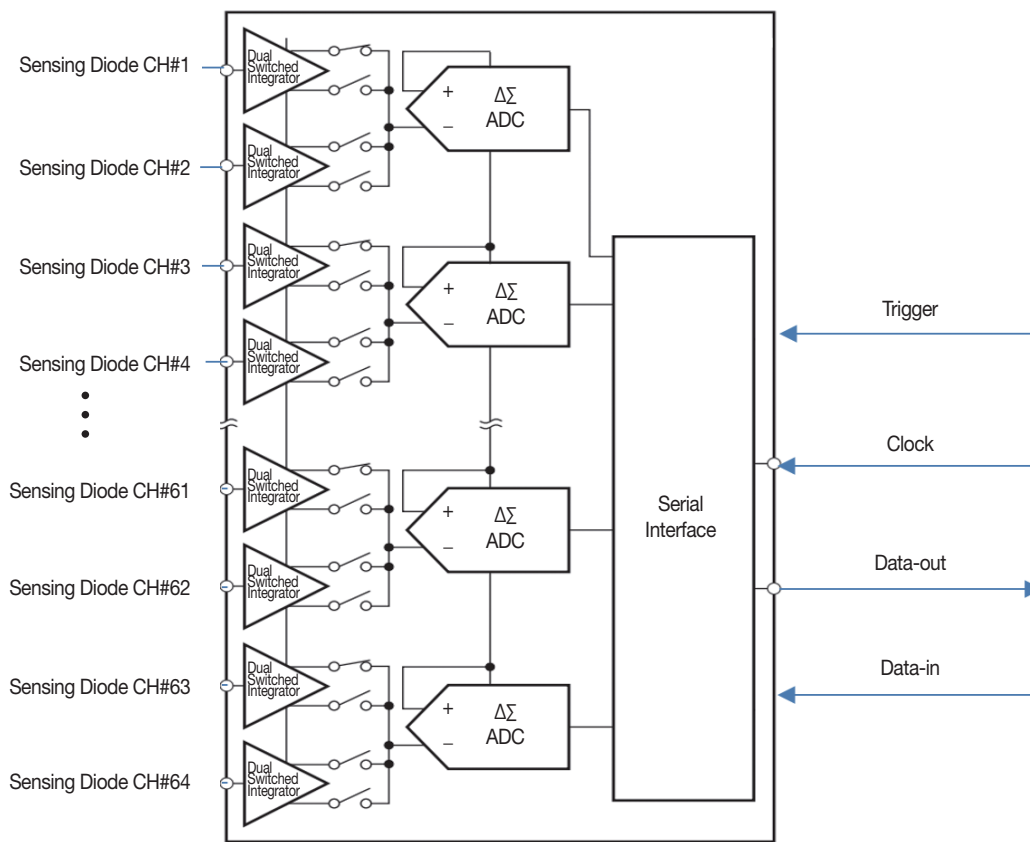 Sensing Diode CH#1
Dual
Switched
Integrator
+
−
ΔΣ
ADC
Sensing Diode CH#2
Dual
Switched
Integrator
Sensing Diode CH#3
Dual
Switched
Integrator
+
−
ΔΣ
ADC
Sensing Diode CH#4
Dual
Switched
Integrator
Trigger
Clock
Sensing Diode CH#61
Dual
Switched
Integrator
+
−
ΔΣ
ADC
Serial
Interface
Sensing Diode CH#62
Dual
Switched
Integrator
Data-out
Sensing Diode CH#63
Dual
Switched
Integrator
+
−
ΔΣ
ADC
Data-in
Sensing Diode CH#64
Dual
Switched
Integrator